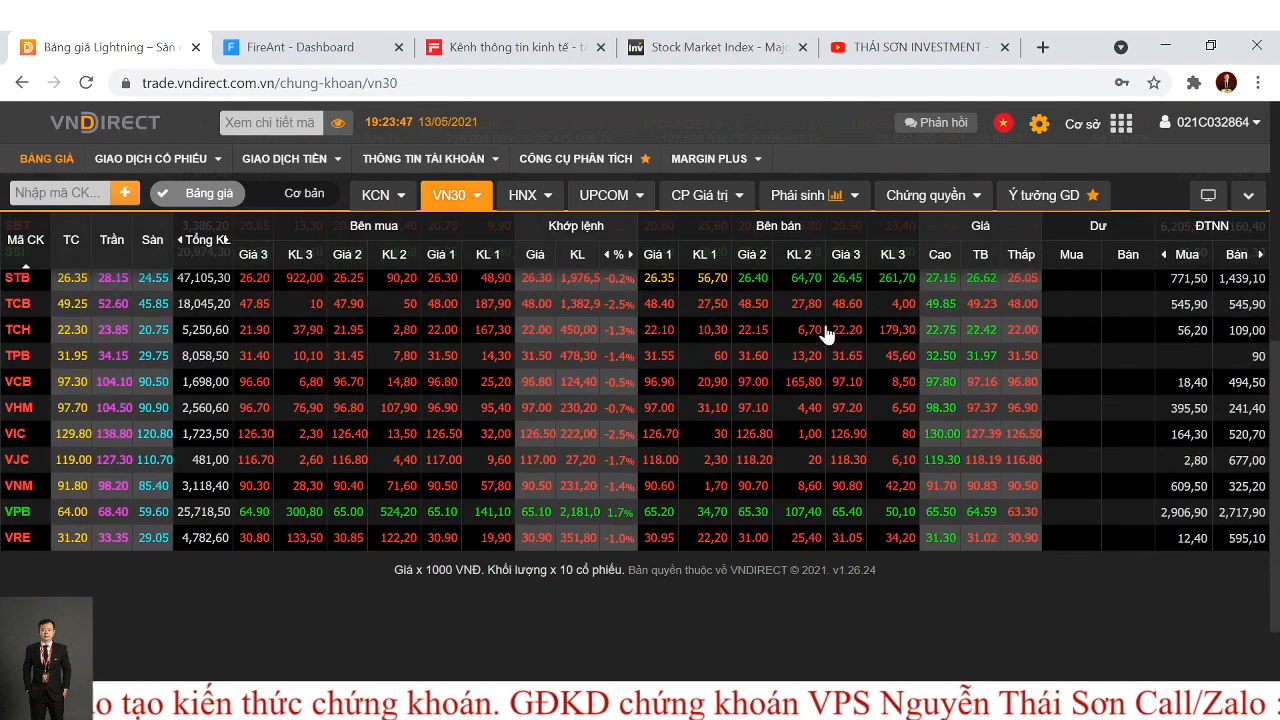 Bảng giá Lightning – Sàn c
FireAnt - Dashboard
Kênh thông tin kinh tế - tà
Stock Market Index - Majo
THÁI SƠN INVESTMENT -
trade.vndirect.com.vn/chung-khoan/vn30
VNDIRECT
Xem chi tiết mã
19:23:47 13/05/2021
Phản hồi
Cơ sở
021C032864
BẢNG GIÁ
GIAO DỊCH CỔ PHIẾU
GIAO DỊCH TIỀN
THÔNG TIN TÀI KHOẢN
CÔNG CỤ PHÂN TÍCH
MARGIN PLUS
Nhập mã CK...
Bảng giá
Cơ bản
KCN
VN30
HNX
UPCOM
CP Giá trị
Phái sinh
Chứng quyền
Ý tưởng GD
Mã CK TC Trần Sàn Tổng KL Bên mua Khớp lệnh Bên bán Giá Dư ĐTNN
Giá 3 KL 3 Giá 2 KL 2 Giá 1 KL 1 Giá KL % Giá 1 KL 1 Giá 2 KL 2 Giá 3 KL 3 Cao TB Thấp Mua Bán Mua Bán
STB 26.35 28.15 24.55 47,105,30 26.20 922,00 26.25 90,20 26.30 48,90 26.30 1,976,5 -0.2% 26.35 56,70 26.40 64,70 26.45 261,70 27.15 26.62 26.05 771,50 1,439,10
TCB 49.25 52.60 45.85 18,045,20 47.85 10 47.90 50 48.00 187,90 48.00 1,382,9 -2.5% 48.40 27,50 48.50 27,80 48.60 4,00 49.85 49.23 48.00 545,90 545,90
TCH 22.30 23.85 20.75 5,250,60 21.90 37,90 21.95 2,80 22.00 167,30 22.00 450,00 -1.3% 22.10 10,30 22.15 6,70 22.20 179,30 22.75 22.42 22.00 56,20 109,00
TPB 31.95 34.15 29.75 8,058,50 31.40 10,10 31.45 7,80 31.50 14,30 31.50 478,30 -1.4% 31.55 60 31.60 13,20 31.65 45,60 32.50 31.97 31.50 90
VCB 97.30 104.10 90.50 1,698,00 96.60 6,80 96.70 14,80 96.80 25,20 96.80 124,40 -0.5% 96.90 20,90 97.00 165,80 97.10 8,50 97.80 97.16 96.80 18,40 494,50
VHM 97.70 104.50 90.90 2,560,60 96.70 76,90 96.80 107,90 96.90 95,40 97.00 230,20 -0.7% 97.00 31,10 97.10 4,40 97.20 6,50 98.30 97.37 96.90 395,50 241,40
VIC 129.80 138.80 120.80 1,723,50 126.30 2,30 126.40 13,50 126.50 32,00 126.50 222,00 -2.5% 126.70 30 126.80 1,00 126.90 80 130.00 127.39 126.50 164,30 520,70
VJC 119.00 127.30 110.70 481,00 116.70 2,60 116.80 4,40 117.00 9,60 117.00 27,20 -1.7% 118.00 2,30 118.20 20 118.30 6,10 119.30 118.19 116.80 2,80 677,00
VNM 91.80 98.20 85.40 3,118,40 90.30 28,30 90.40 71,60 90.50 57,80 90.50 231,20 -1.4% 90.60 1,70 90.70 8,60 90.80 42,20 91.70 90.83 90.50 609,50 325,20
VPB 64.00 68.40 59.60 25,718,50 64.90 300,80 65.00 524,20 65.10 141,10 65.10 2,181,0 1.7% 65.20 34,70 65.30 107,40 65.40 50,10 65.50 64.59 63.30 2,906,90 2,717,90
VRE 31.20 33.35 29.05 4,782,60 30.80 133,50 30.85 122,20 30.90 19,90 30.90 351,80 -1.0% 30.95 22,20 31.00 25,40 31.05 34,20 31.30 31.02 30.90 12,40 595,10
Giá x 1000 VNĐ. Khối lượng x 10 cổ phiếu. Bản quyền thuộc về VNDIRECT © 2021. v1.26.24
ào tạo kiến thức chứng khoán. GĐKD chứng khoán VPS Nguyễn Thái Sơn Call/Zalo